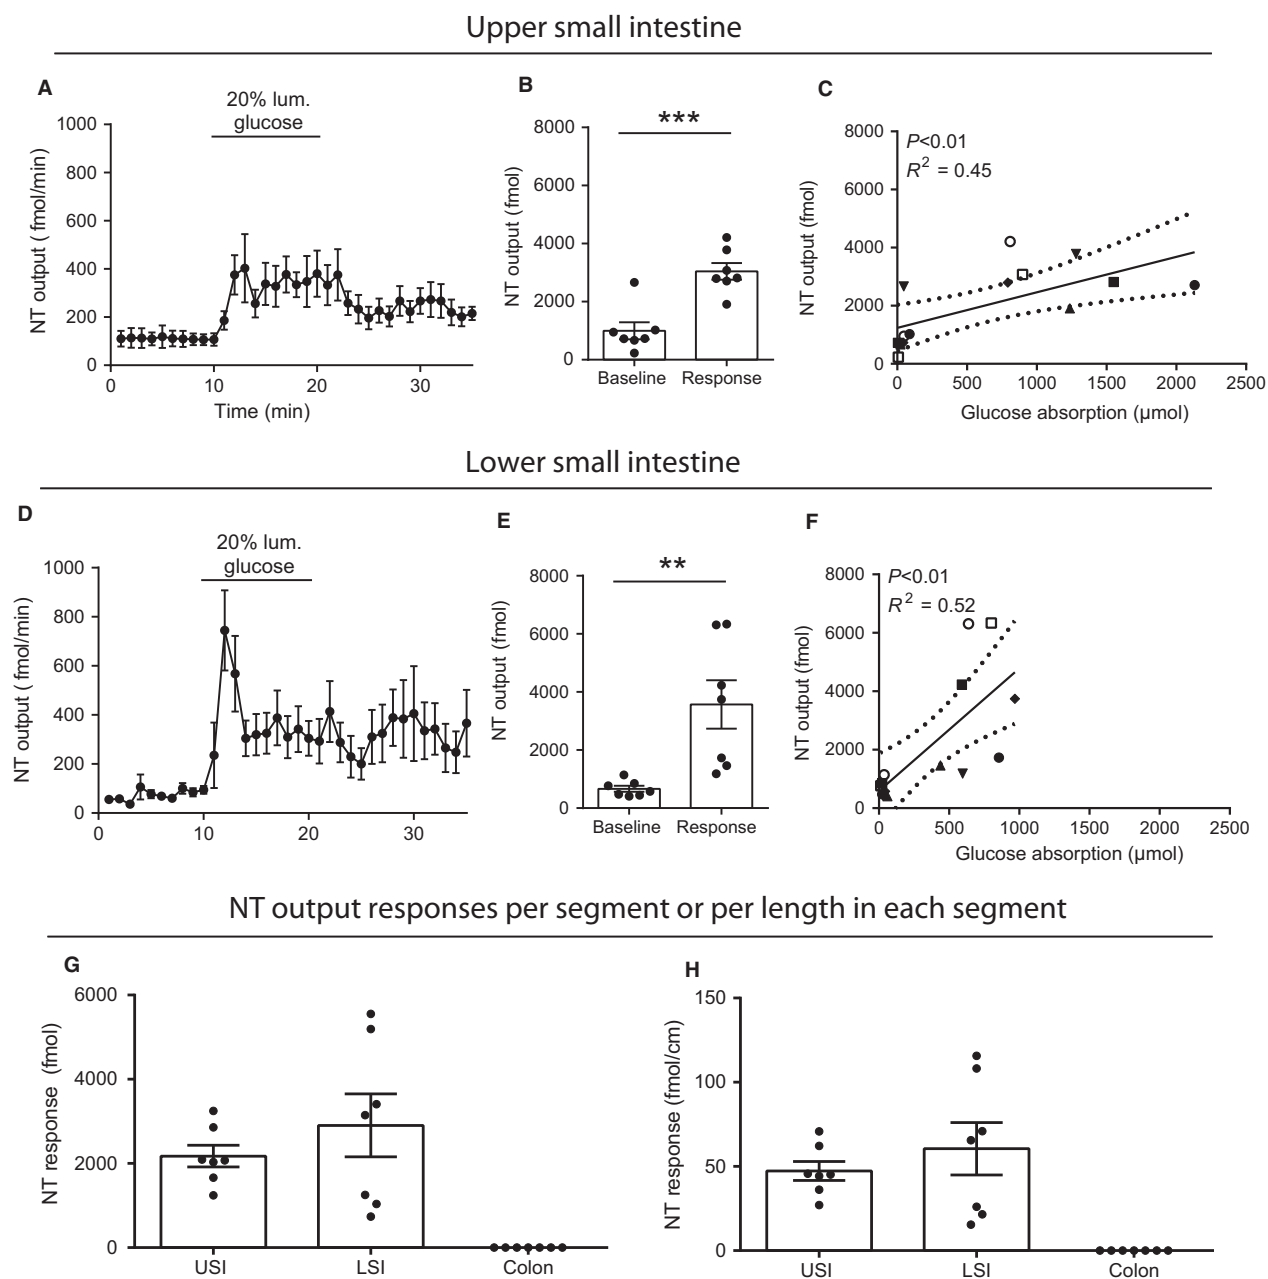 Upper small intestine
A
20% lum.
glucose
NT output ( fmol/min)
1000
800
600
400
200
0
0 10 20 30
Time (min)
B
***
NT output (fmol)
8000
6000
4000
2000
0
Baseline Response
C
P<0.01
R² = 0.45
NT output (fmol)
8000
6000
4000
2000
0
0 500 1000 1500 2000 2500
Glucose absorption (µmol)
Lower small intestine
D
20% lum.
glucose
NT output ( fmol/min)
1000
800
600
400
200
0
0 10 20 30
E
**
NT output (fmol)
8000
6000
4000
2000
0
Baseline Response
F
P<0.01
R² = 0.52
NT output (fmol)
8000
6000
4000
2000
0
0 500 1000 1500 2000 2500
Glucose absorption (µmol)
NT output responses per segment or per length in each segment
G
NT response (fmol)
6000
4000
2000
0
USI LSI Colon
H
NT response (fmol/cm)
150
100
50
0
USI LSI Colon